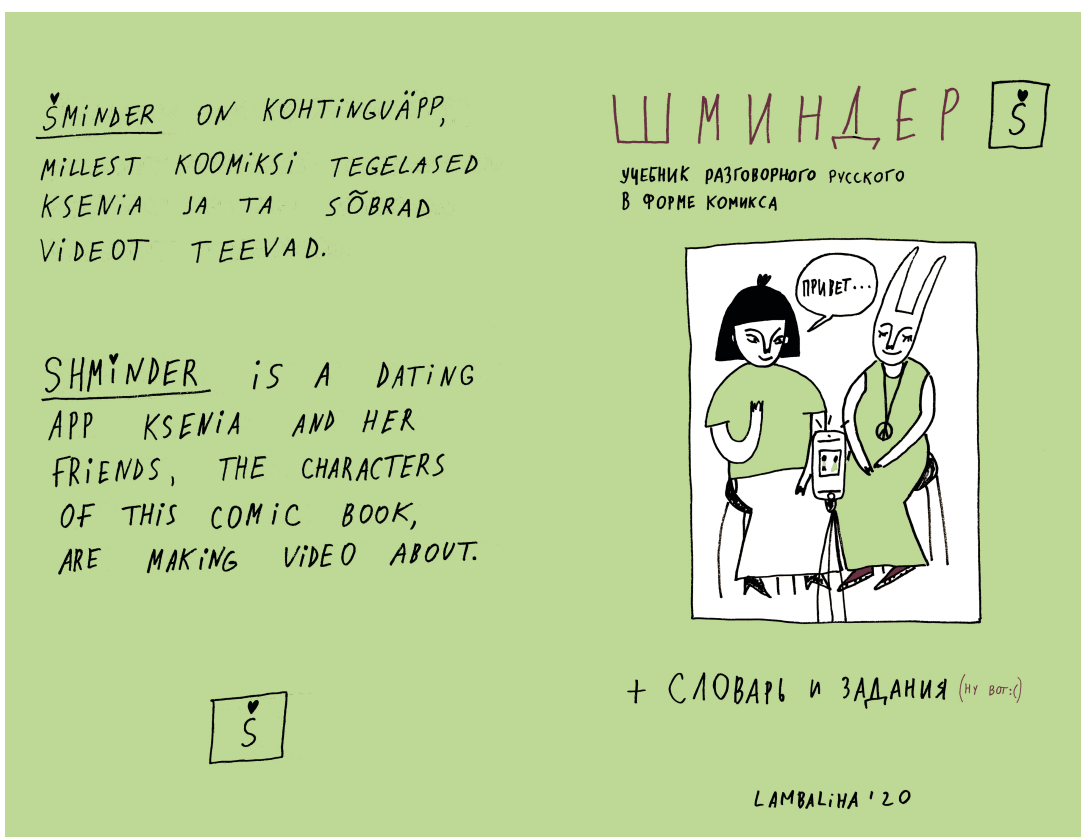 ŠMiNDER ON KOHTiNGUÄPP,
MiLLEST KOOMiKSi TEGELASED
KSENiA JA TA SÕBRAD
ViDEOT TEEVAD.
SHMiNDER iS A DATiNG
APP KSENiA AND HER
FRiENDS, THE CHARACTERS
OF THiS COMiC BOOK,
ARE MAKiNG ViDEO ABOUT.
Š
ШМИНДЕР Š
УЧЕБНИК РАЗГОВОРНОГО РУССКОГО
В ФОРМЕ КОМИКСА
ПРИВЕТ...
+ СЛОВАРЬ И ЗАДАНИЯ (НУ ВОТ:()
LAMBALiHA '20